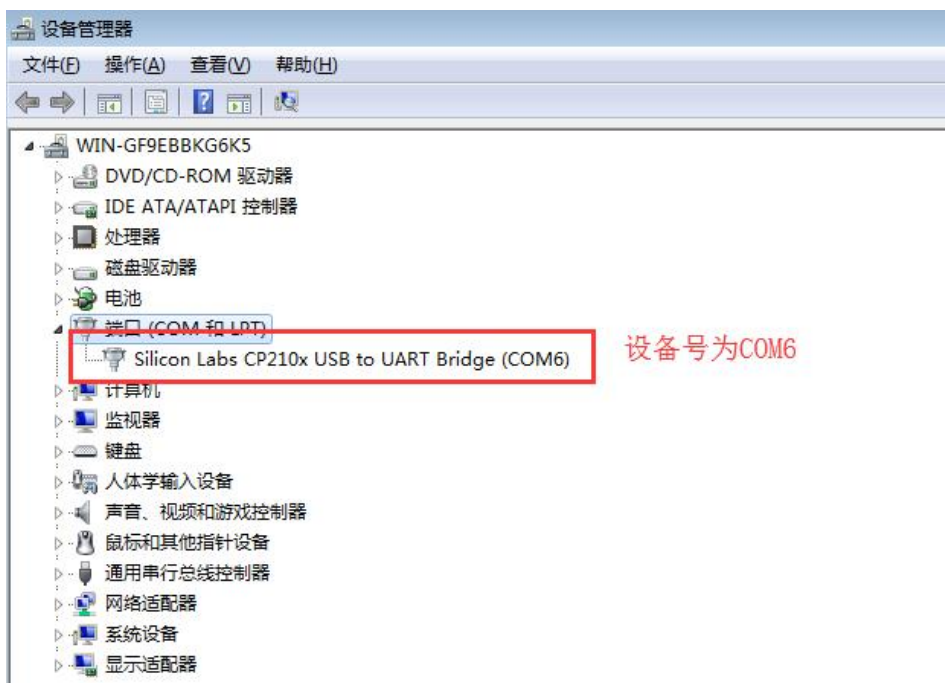 设备管理器
文件(F) 操作(A) 查看(V) 帮助(H)
WIN-GF9EBBKG6K5
DVD/CD-ROM 驱动器
IDE ATA/ATAPI 控制器
处理器
磁盘驱动器
电池
端口 (COM 和 LPT)
Silicon Labs CP210x USB to UART Bridge (COM6)
设备号为COM6
计算机
监视器
键盘
人体学输入设备
声音、视频和游戏控制器
鼠标和其他指针设备
通用串行总线控制器
网络适配器
系统设备
显示适配器